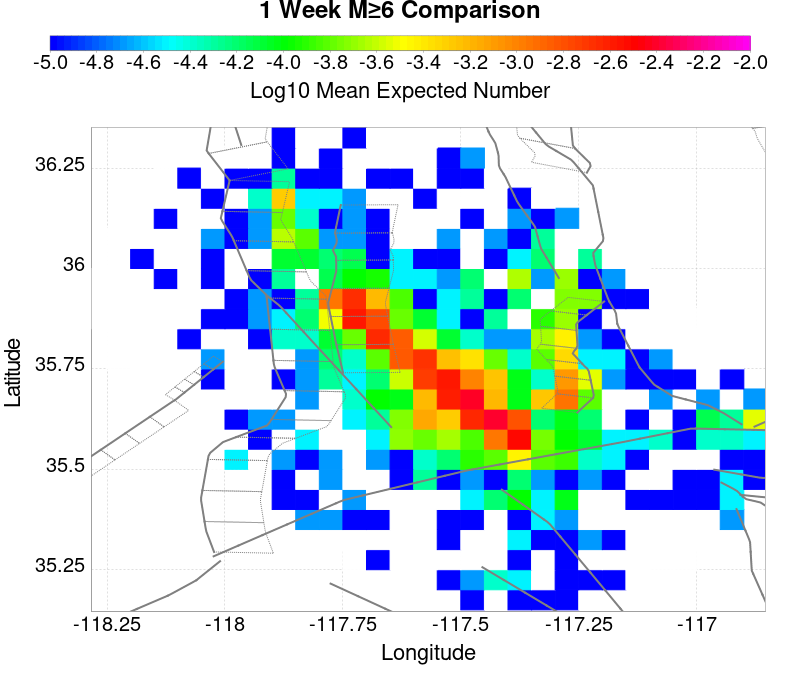 1 Week M≥6 Comparison
-5.0 -4.8 -4.6 -4.4 -4.2 -4.0 -3.8 -3.6 -3.4 -3.2 -3.0 -2.8 -2.6 -2.4 -2.2 -2.0
Log10 Mean Expected Number
36.25
36
35.75
35.5
35.25
Latitude
-118.25 -118 -117.75 -117.5 -117.25 -117
Longitude